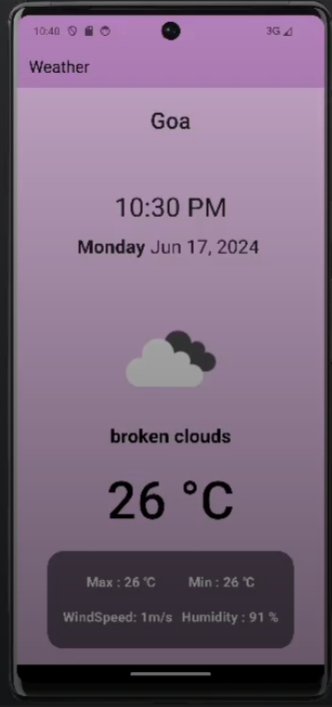 10:40 3G
Weather
Goa
10:30 PM
Monday Jun 17, 2024
broken clouds
26 °C
Max : 26 °C Min : 26 °C
WindSpeed: 1m/s Humidity : 91 %